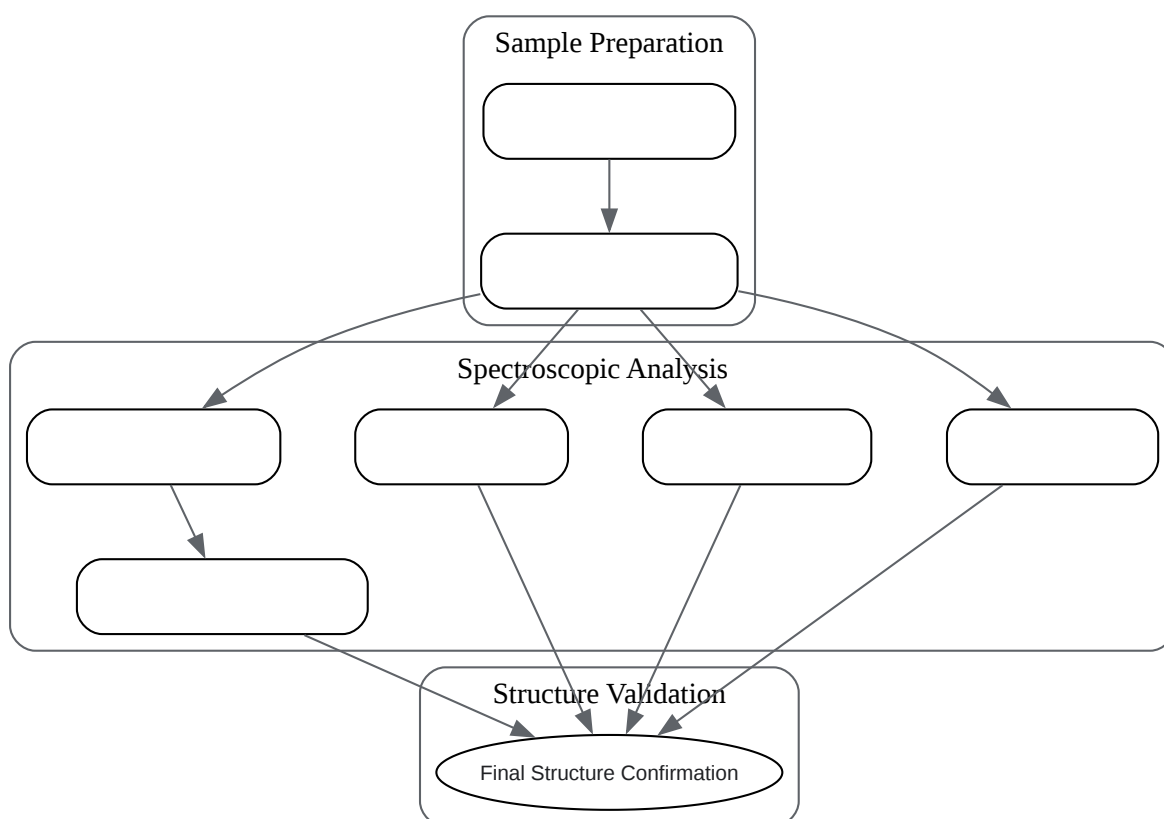 Sample Preparation
Spectroscopic Analysis
Structure Validation
Final Structure Confirmation